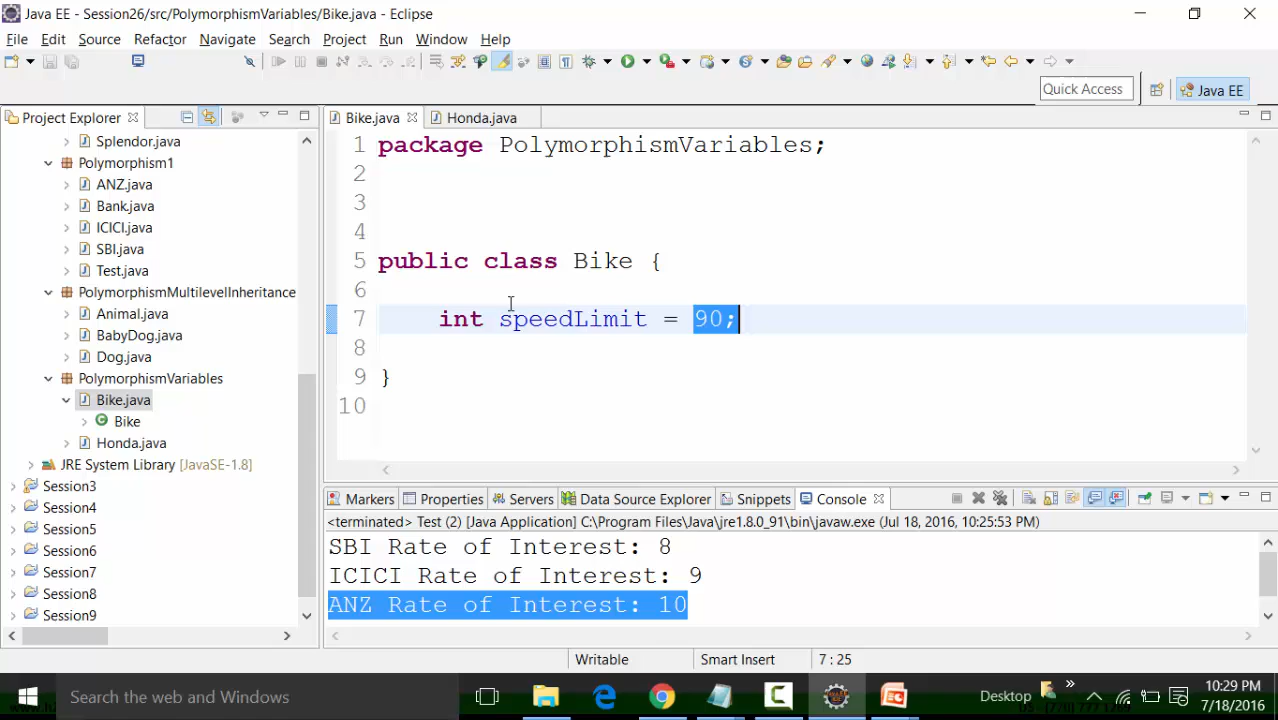 Java EE - Session26/src/PolymorphismVariables/Bike.java - Eclipse
File Edit Source Refactor Navigate Search Project Run Window Help
Quick Access
Java EE
Project Explorer
Splendor.java
Polymorphism1
ANZ.java
Bank.java
ICICI.java
SBI.java
Test.java
PolymorphismMultilevelInheritance
Animal.java
BabyDog.java
Dog.java
PolymorphismVariables
Bike.java
Bike
Honda.java
JRE System Library [JavaSE-1.8]
Session3
Session4
Session5
Session6
Session7
Session8
Session9
Bike.java Honda.java
1 package PolymorphismVariables;
2
3
4
5 public class Bike {
6
7 int speedLimit = 90;
8
9 }
10
Markers Properties Servers Data Source Explorer Snippets Console
<terminated> Test (2) [Java Application] C:\Program Files\Java\jre1.8.0_91\bin\javaw.exe (Jul 18, 2016, 10:25:53 PM)
SBI Rate of Interest: 8
ICICI Rate of Interest: 9
ANZ Rate of Interest: 10
Writable Smart Insert 7 : 25
Search the web and Windows
Desktop
10:29 PM
7/18/2016